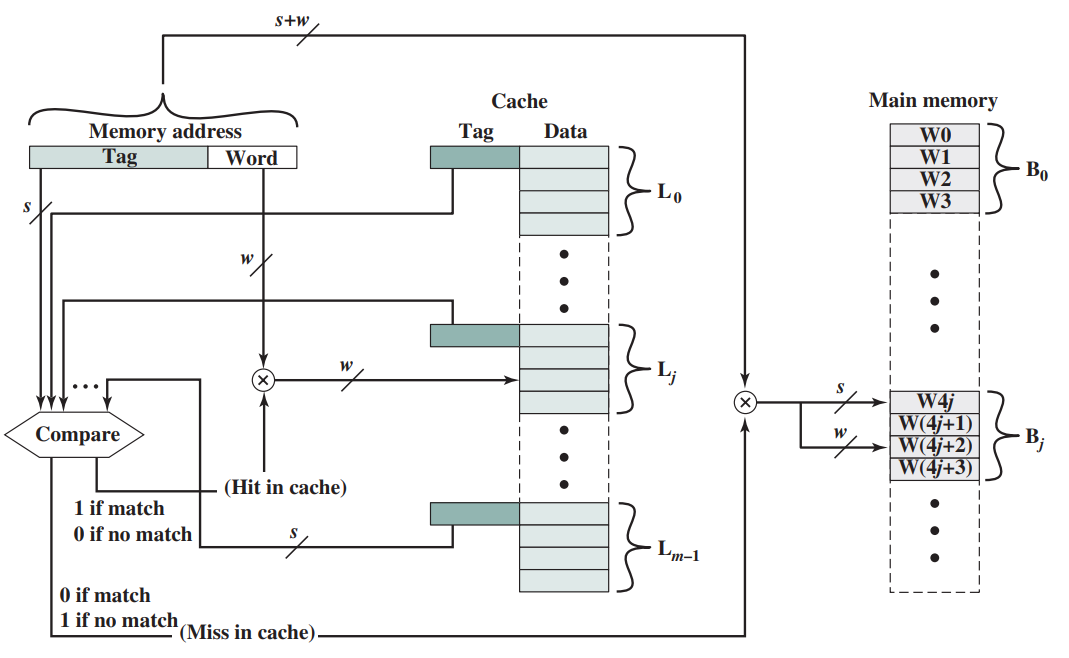 s+w
Cache
Main memory
Memory address
Tag Data
Tag Word
W0
W1
W2
W3
B0
L0
s
w
w
Lj
s
W4j
W(4j+1)
W(4j+2)
W(4j+3)
w
Bj
Compare
(Hit in cache)
1 if match
0 if no match
s
Lm–1
0 if match
1 if no match
(Miss in cache)